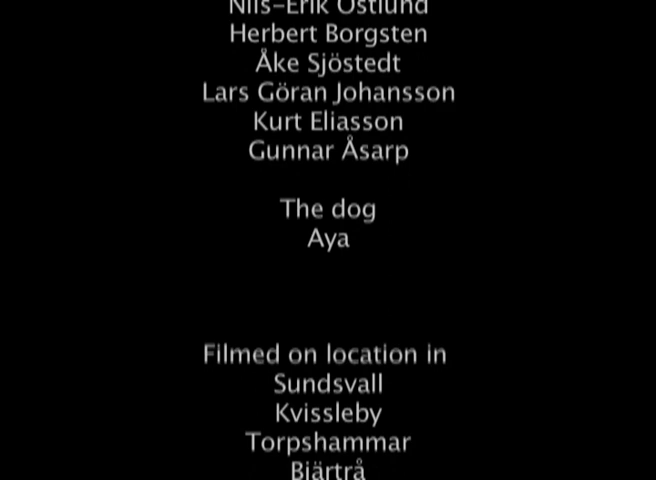 Nils-Erik Östlund
Herbert Borgsten
Åke Sjöstedt
Lars Göran Johansson
Kurt Eliasson
Gunnar Åsarp
The dog
Aya
Filmed on location in
Sundsvall
Kvissleby
Torpshammar
Bjärtrå